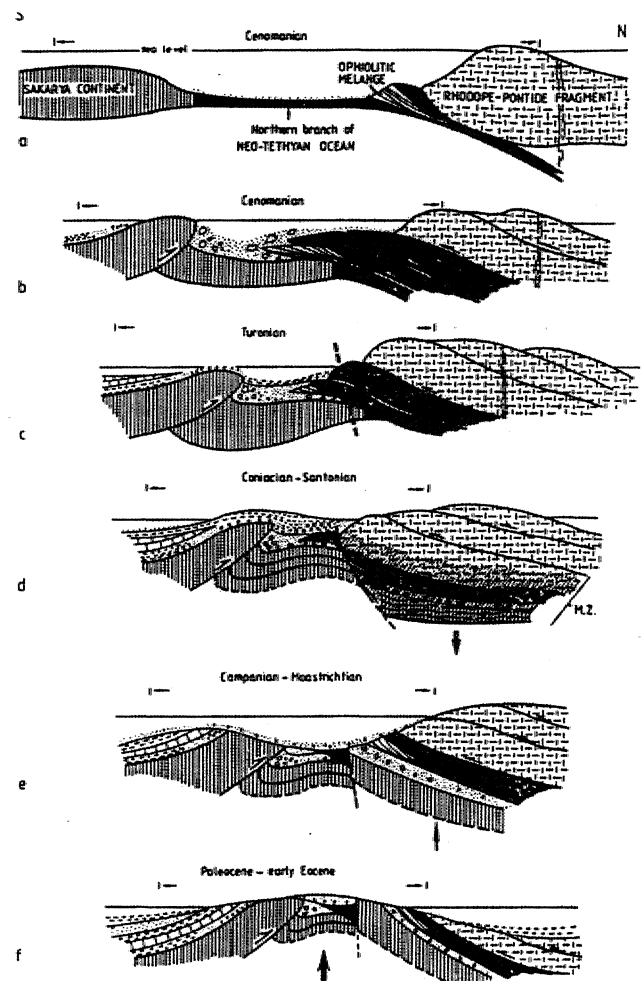 S
N
Cenomanian
sea level
OPHIOLITIC
MELANGE
SAKARYA CONTINENT
RHODOPE-PONTIDE FRAGMENT
Northern branch of
NEO-TETHYAN OCEAN
a
Cenomanian
b
Turonian
c
Coniacian - Santonian
d
M.Z.
Campanian - Maastrichtian
e
Paleocene - early Eocene
f